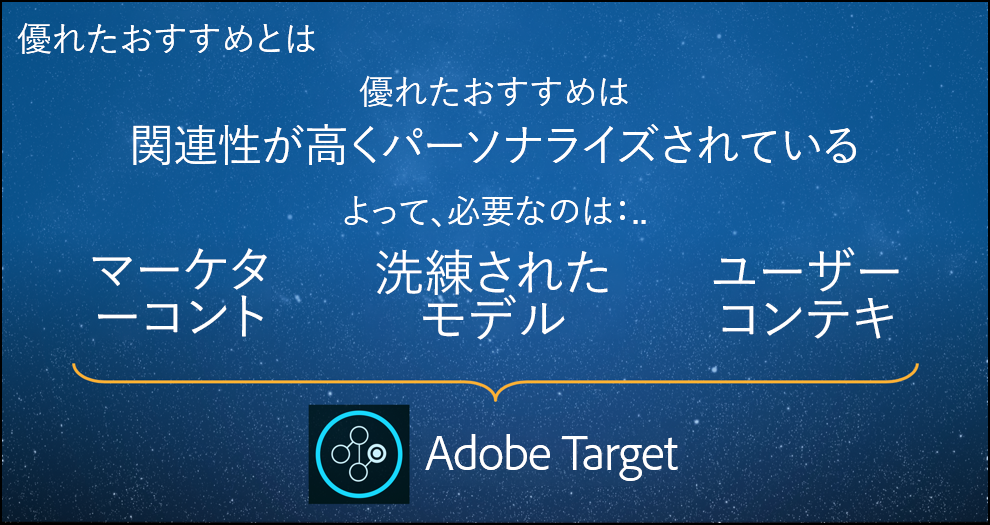 優れたおすすめとは
優れたおすすめは
関連性が高くパーソナライズされている
よって、必要なのは:..
マーケタ
ーコント
洗練された
モデル
ユーザー
コンテキ
Adobe Target